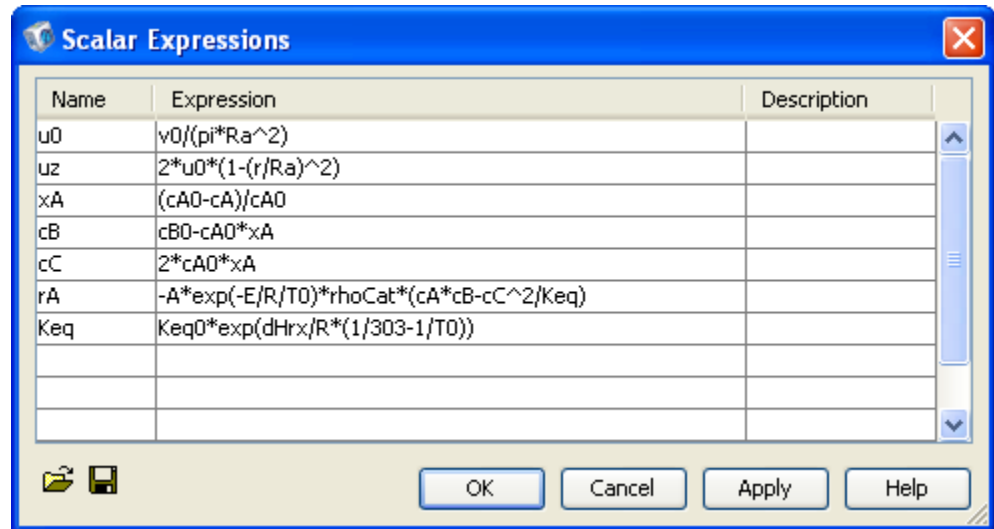 Scalar Expressions
Name Expression Description
u0 v0/(pi*Ra^2)
uz 2*u0*(1-(r/Ra)^2)
xA (cA0-cA)/cA0
cB cB0-cA0*xA
cC 2*cA0*xA
rA -A*exp(-E/R/T0)*rhoCat*(cA*cB-cC^2/Keq)
Keq Keq0*exp(dHrx/R*(1/303-1/T0))
OK Cancel Apply Help